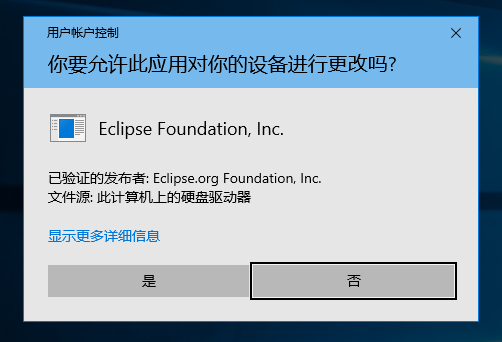 用户帐户控制
你要允许此应用对你的设备进行更改吗?
Eclipse Foundation, Inc.
已验证的发布者: Eclipse.org Foundation, Inc.
文件源: 此计算机上的硬盘驱动器
显示更多详细信息
是
否